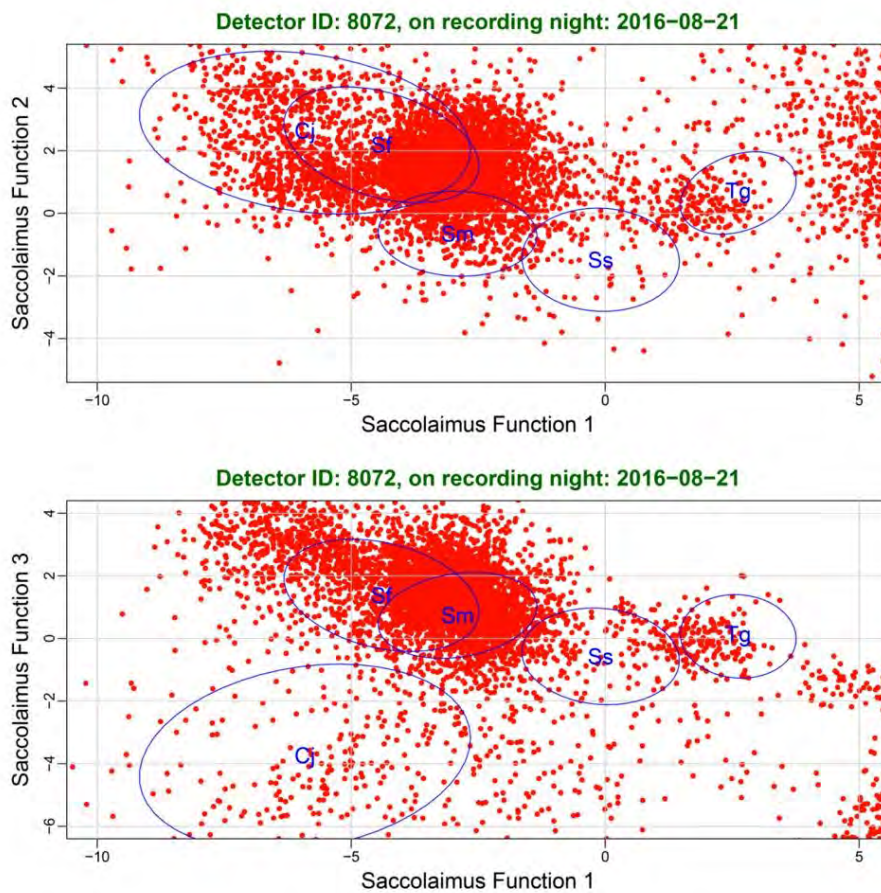 Detector ID: 8072, on recording night: 2016−08−21
Saccolaimus Function 2
4
2
0
−2
−4
Cj
Sf
Sm
Ss
Tg
−10
−5
0
5
Saccolaimus Function 1
Detector ID: 8072, on recording night: 2016−08−21
Saccolaimus Function 3
4
2
0
−2
−4
−6
Sf
Sm
Ss
Tg
Cj
−10
−5
0
5
Saccolaimus Function 1